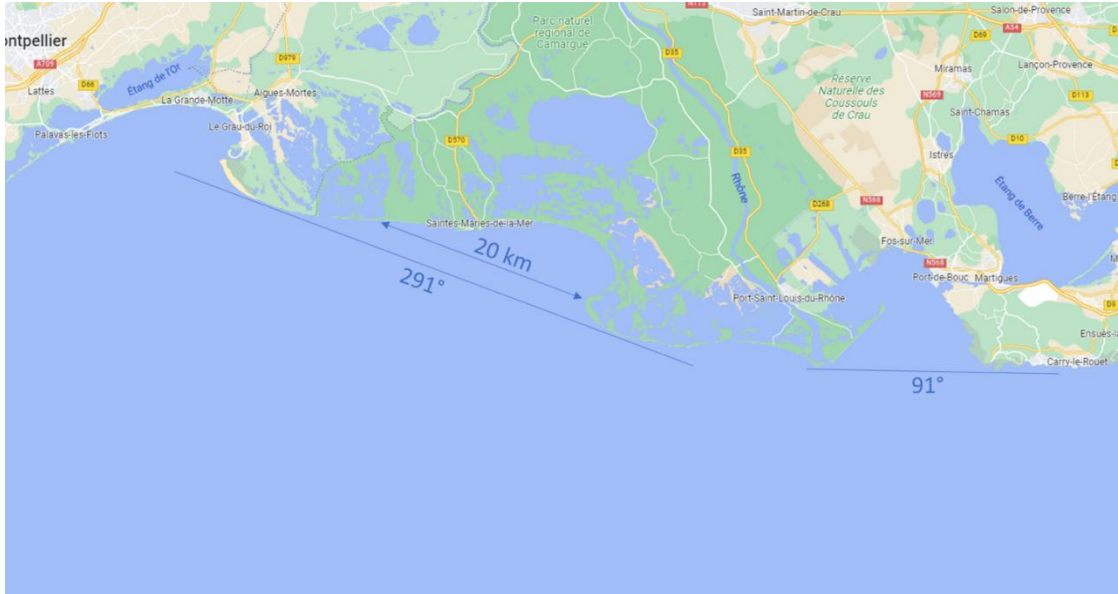 ontpellier
A709
Lattes
D66
Étang de l'Or
Palavas-les-Flots
La Grande-Motte
Le Grau-du-Roi
Aigues-Mortes
D979
Parc naturel
régional de
Camargue
N113
D35
Saint-Martin-de-Crau
Salon-de-Provence
A54
D69
Miramas
Lançon-Provence
D113
Réserve
Naturelle des
Coussouls
de Crau
N569
Saint-Chamas
D10
D570
D35
Rhône
Istres
Étang de Berre
Berre-l'Étang
D268
N568
Saintes-Maries-de-la-Mer
Fos-sur-Mer
N568
Port-de-Bouc
Martigues
20 km
291°
Port-Saint-Louis-du-Rhône
D9
Ensuès-la
Carry-le-Rouet
91°